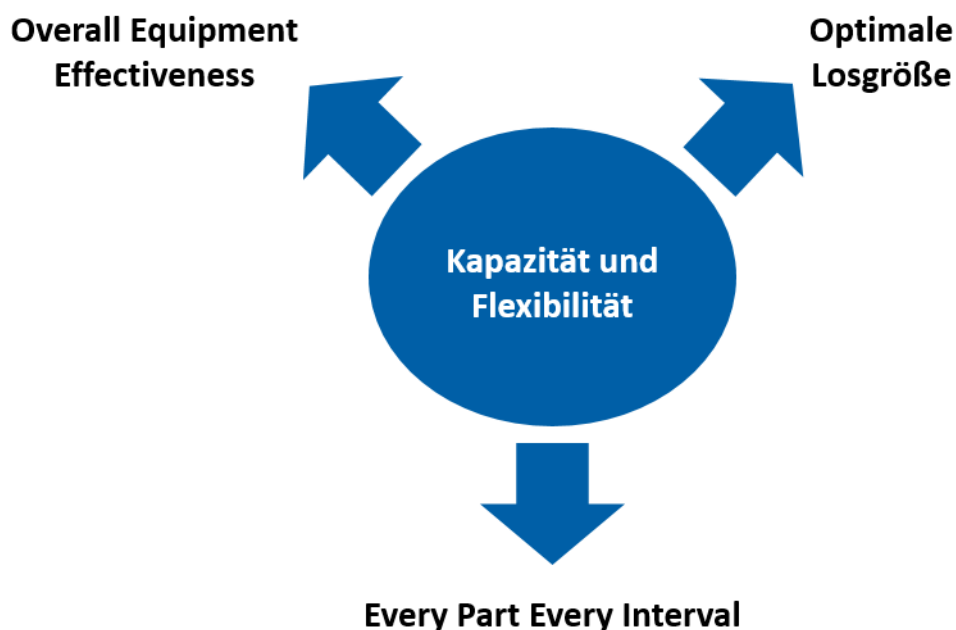 Overall Equipment
Effectiveness
Optimale
Losgröße
Kapazität und
Flexibilität
Every Part Every Interval